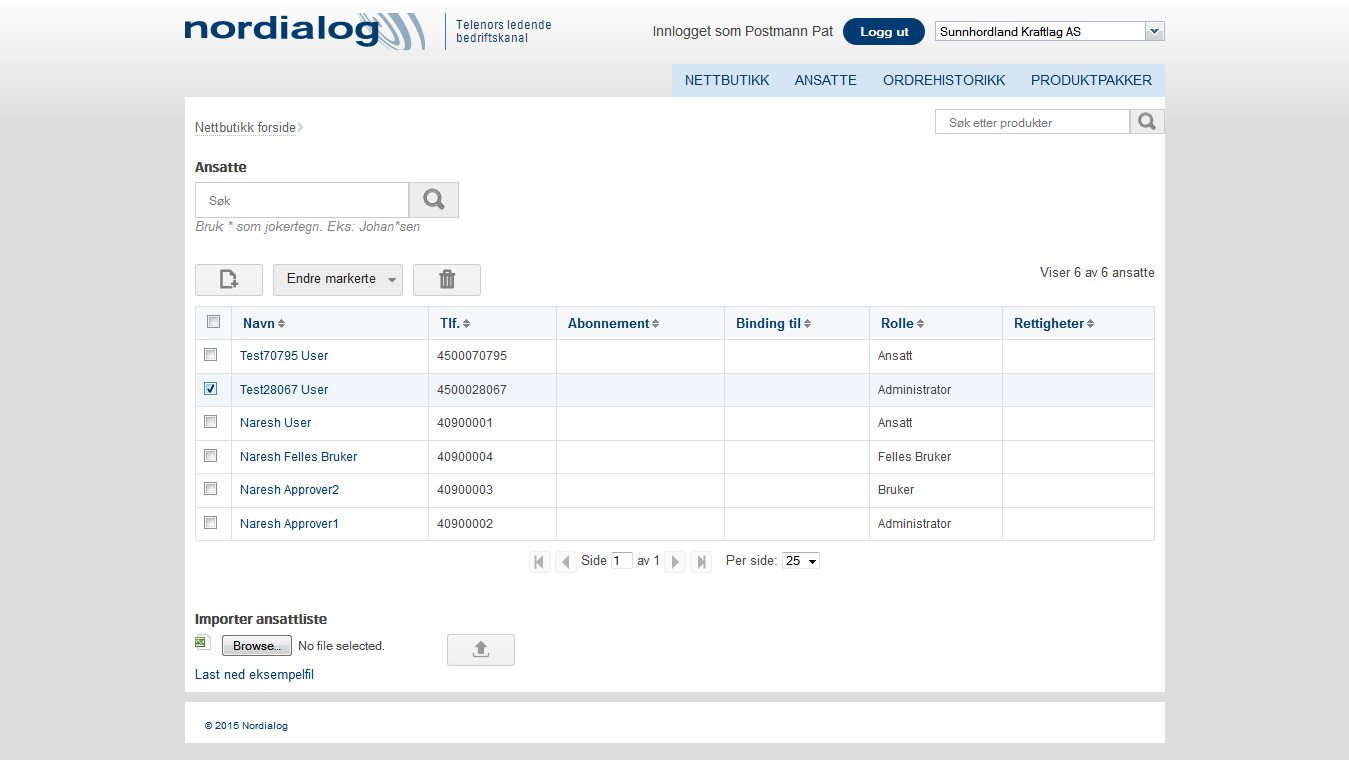 nordialog
Telenors ledende
bedriftskanal
Innlogget som Postmann Pat
Logg ut
Sunnhordland Kraftlag AS
NETTBUTIKK ANSATTE ORDREHISTORIKK PRODUKTPAKKER
Nettbutikk forside
Søk etter produkter
Ansatte
Søk
Bruk * som jokertegn. Eks: Johan*sen
Endre markerte
Viser 6 av 6 ansatte
Navn Tlf. Abonnement Binding til Rolle Rettigheter
Test70795 User 4500070795 Ansatt
Test28067 User 4500028067 Administrator
Naresh User 40900001 Ansatt
Naresh Felles Bruker 40900004 Felles Bruker
Naresh Approver2 40900003 Bruker
Naresh Approver1 40900002 Administrator
Side 1 av 1 Per side: 25
Importer ansattliste
Browse... No file selected.
Last ned eksempelfil
© 2015 Nordialog